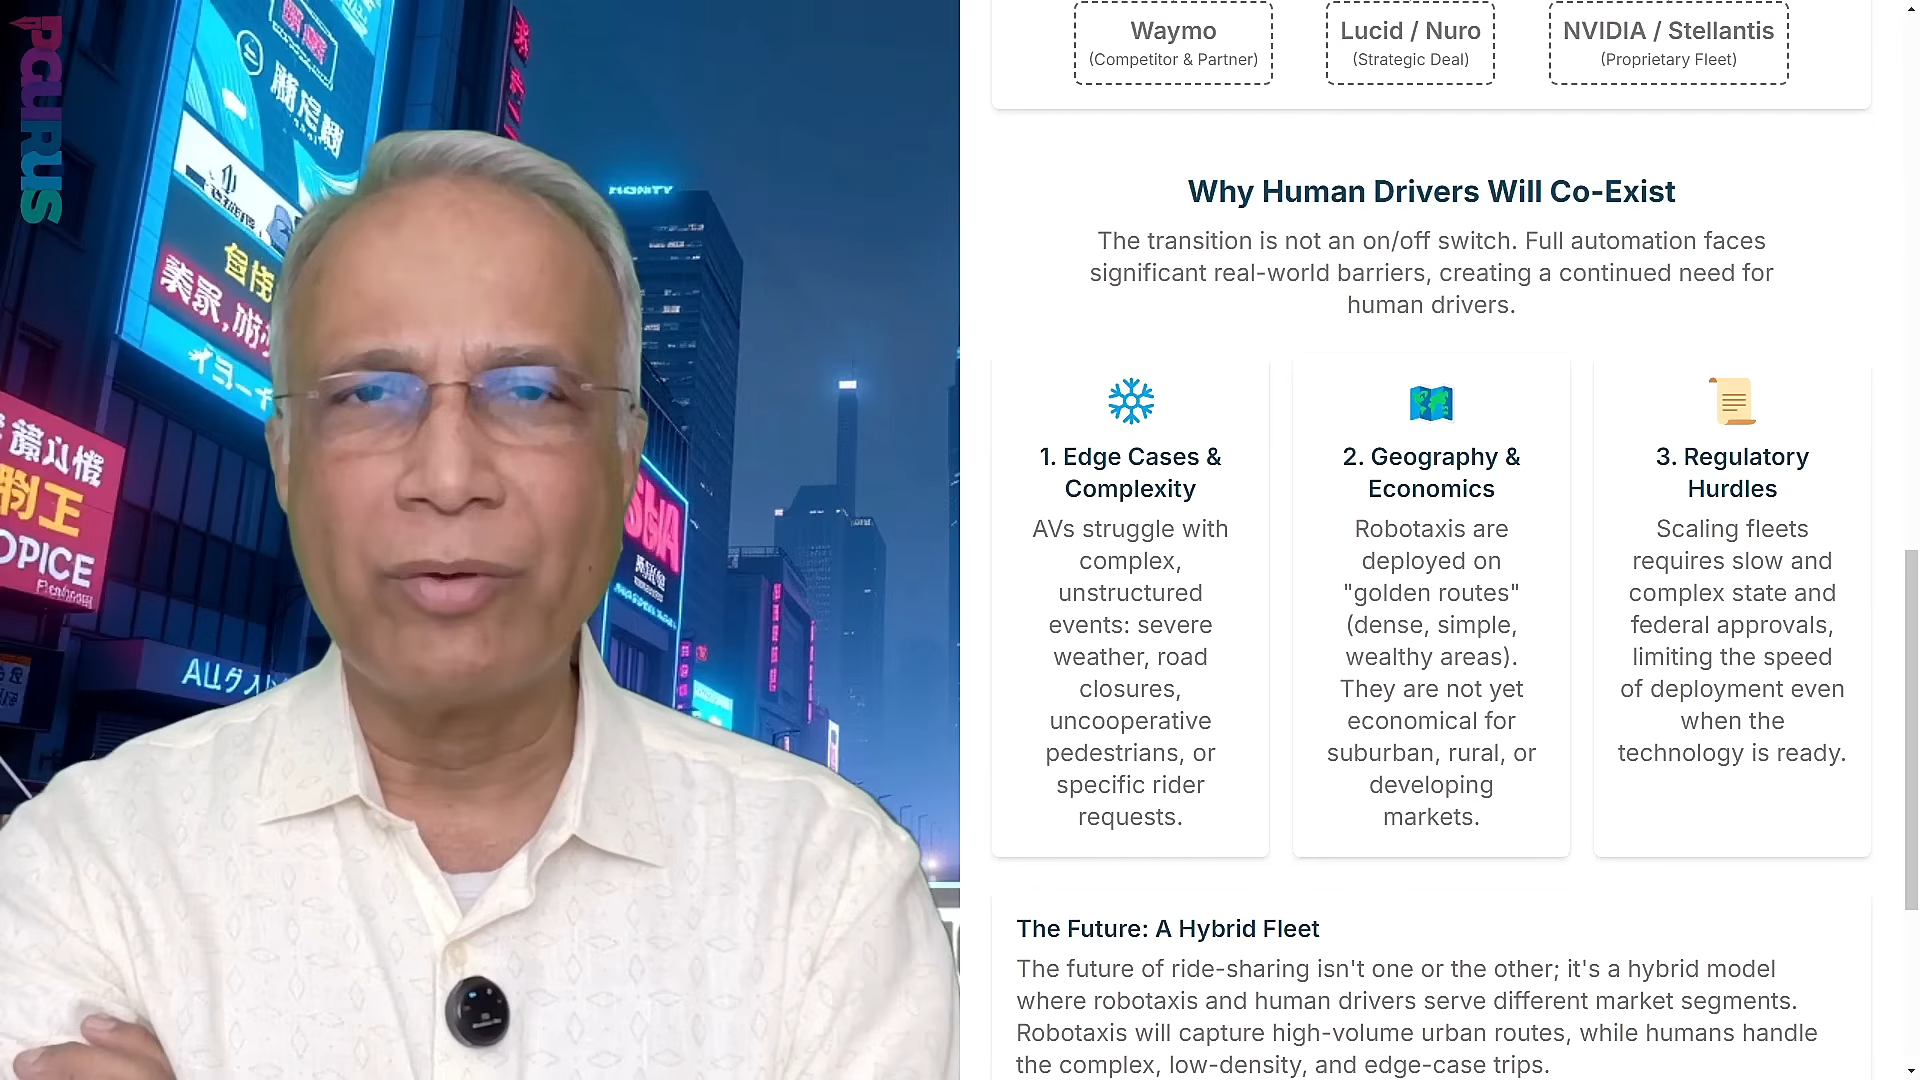 PGURUS
OPICE
Waymo
(Competitor & Partner)
Lucid / Nuro
(Strategic Deal)
NVIDIA / Stellantis
(Proprietary Fleet)
Why Human Drivers Will Co-Exist
The transition is not an on/off switch. Full automation faces
significant real-world barriers, creating a continued need for
human drivers.
1. Edge Cases &
Complexity
AVs struggle with
complex,
unstructured
events: severe
weather, road
closures,
uncooperative
pedestrians, or
specific rider
requests.
2. Geography &
Economics
Robotaxis are
deployed on
"golden routes"
(dense, simple,
wealthy areas).
They are not yet
economical for
suburban, rural, or
developing
markets.
3. Regulatory
Hurdles
Scaling fleets
requires slow and
complex state and
federal approvals,
limiting the speed
of deployment even
when the
technology is ready.
The Future: A Hybrid Fleet
The future of ride-sharing isn't one or the other; it's a hybrid model
where robotaxis and human drivers serve different market segments.
Robotaxis will capture high-volume urban routes, while humans handle
the complex, low-density, and edge-case trips.